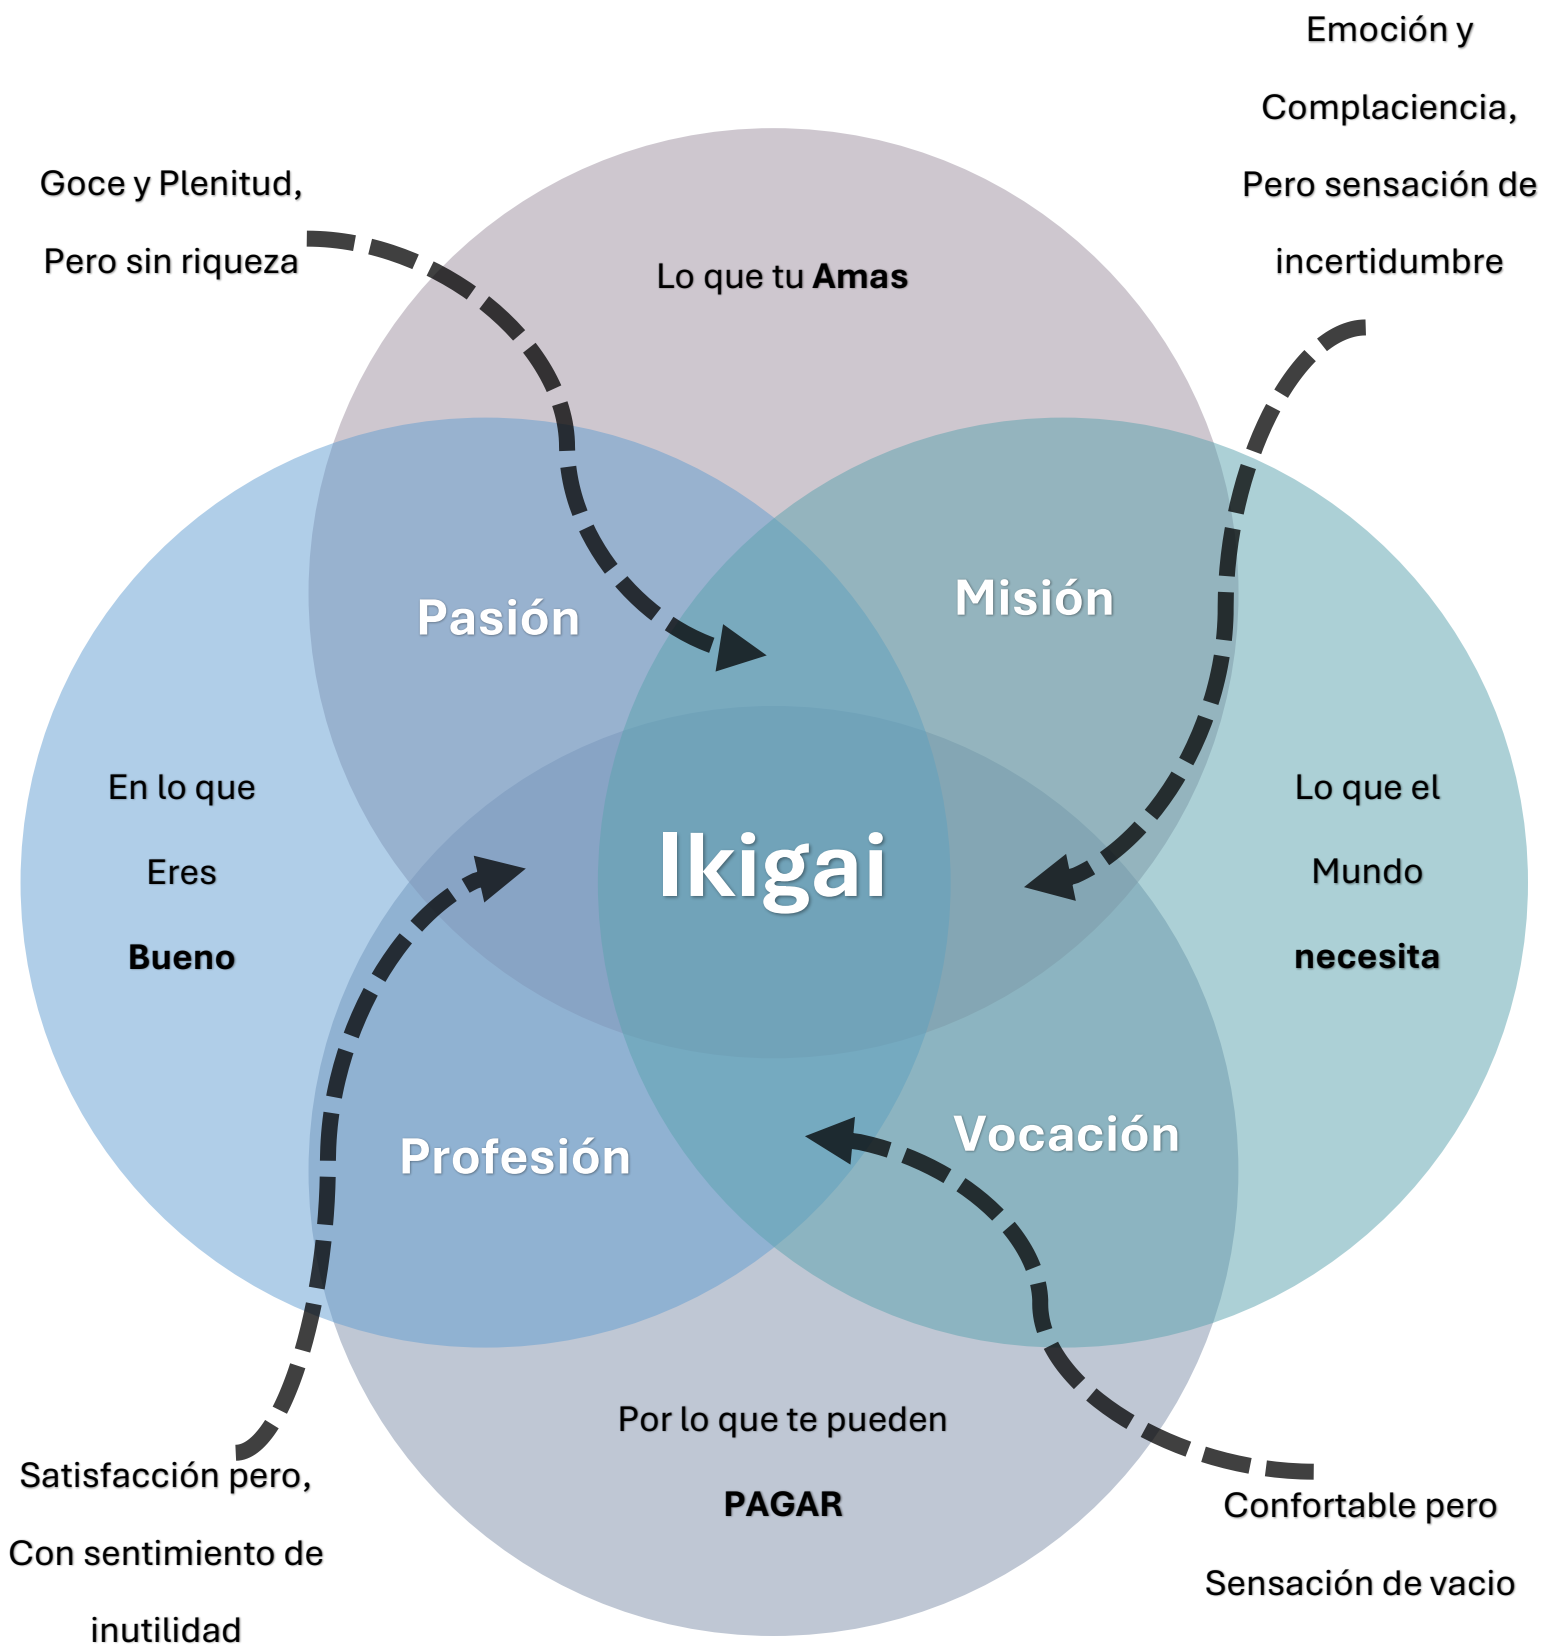 Emoción y
Complaciencia,
Pero sensación de
incertidumbre
Goce y Plenitud,
Pero sin riqueza
Lo que tu Amas
Pasión
Misión
En lo que
Eres
Bueno
Ikigai
Lo que el
Mundo
necesita
Profesión
Vocación
Por lo que te pueden
PAGAR
Satisfacción pero,
Con sentimiento de
inutilidad
Confortable pero
Sensación de vacio